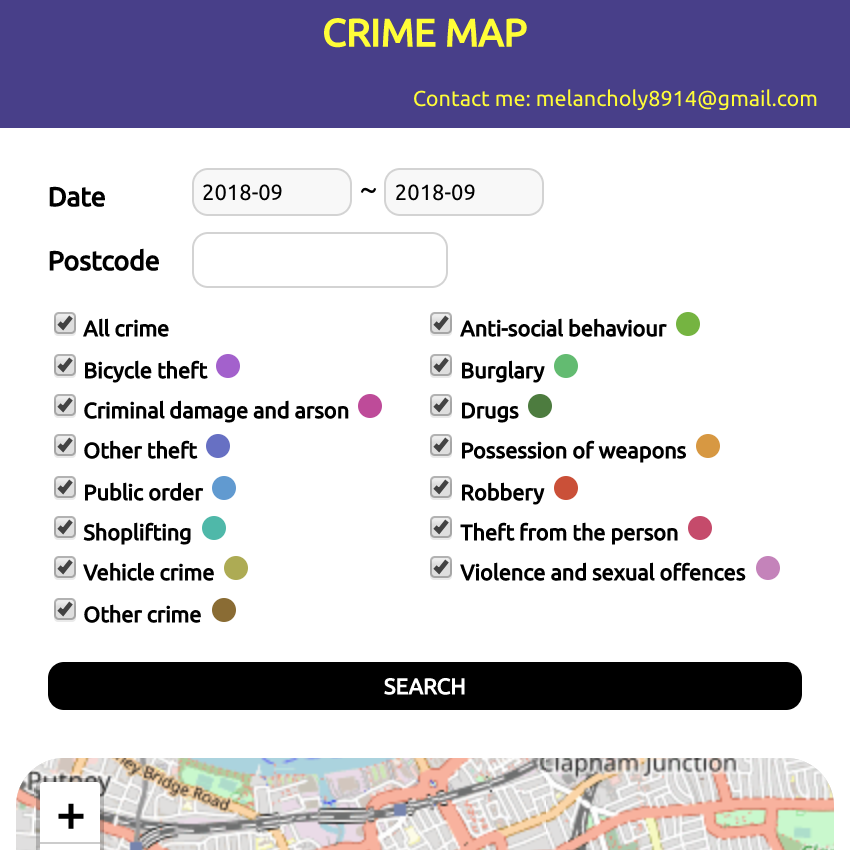 CRIME MAP
Contact me: melancholy8914@gmail.com
Date 2018-09 ~ 2018-09
Postcode
All crime Anti-social behaviour
Bicycle theft Burglary
Criminal damage and arson Drugs
Other theft Possession of weapons
Public order Robbery
Shoplifting Theft from the person
Vehicle crime Violence and sexual offences
Other crime
SEARCH
Clapham Junction
Putney
ney Bridge Road
+